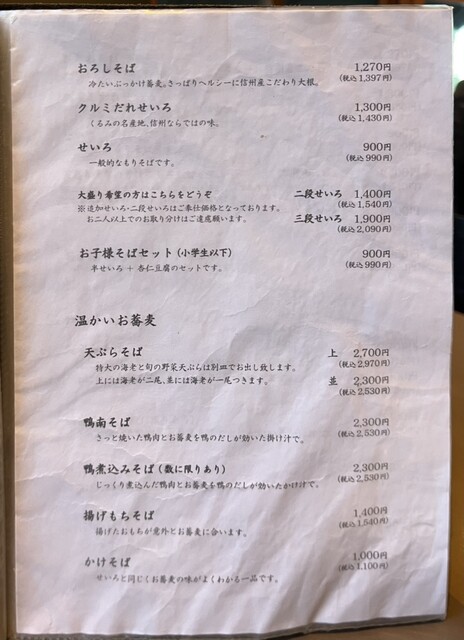 おろしそば 1,270円
冷たいぶっかけ蕎麦。さっぱりヘルシーに信州産こだわり大根。 (税込1,397円)
クルミだれせいろ 1,300円
くるみの名産地、信州ならではの味。 (税込1,430円)
せいろ 900円
一般的なもりそばです。 (税込990円)
大盛り希望の方はこちらをどうぞ 二段せいろ 1,400円
※追加せいろ・二段せいろはご奉仕価格となっております。 (税込1,540円)
お二人以上でのお取り分けはご遠慮願います。 三段せいろ 1,900円
(税込2,090円)
お子様そばセット(小学生以下) 900円
半せいろ + 杏仁豆腐のセットです。 (税込990円)
温かいお蕎麦
天ぷらそば 上 2,700円
特大の海老と旬の野菜天ぷらは別皿でお出し致します。 (税込2,970円)
上には海老が二尾、並には海老が一尾つきます。 並 2,300円
(税込2,530円)
鴨南そば 2,300円
さっと焼いた鴨肉とお蕎麦を鴨のだしが効いた掛け汁で。 (税込2,530円)
鴨煮込みそば(数に限りあり) 2,300円
じっくり煮込んだ鴨肉とお蕎麦を鴨のだしが効いたかけ汁で。 (税込2,530円)
揚げもちそば 1,400円
揚げたおもちが意外とお蕎麦に合います。 (税込1,540円)
かけそば 1,000円
せいろと同じくお蕎麦の味がよくわかる一品です。 (税込1,100円)